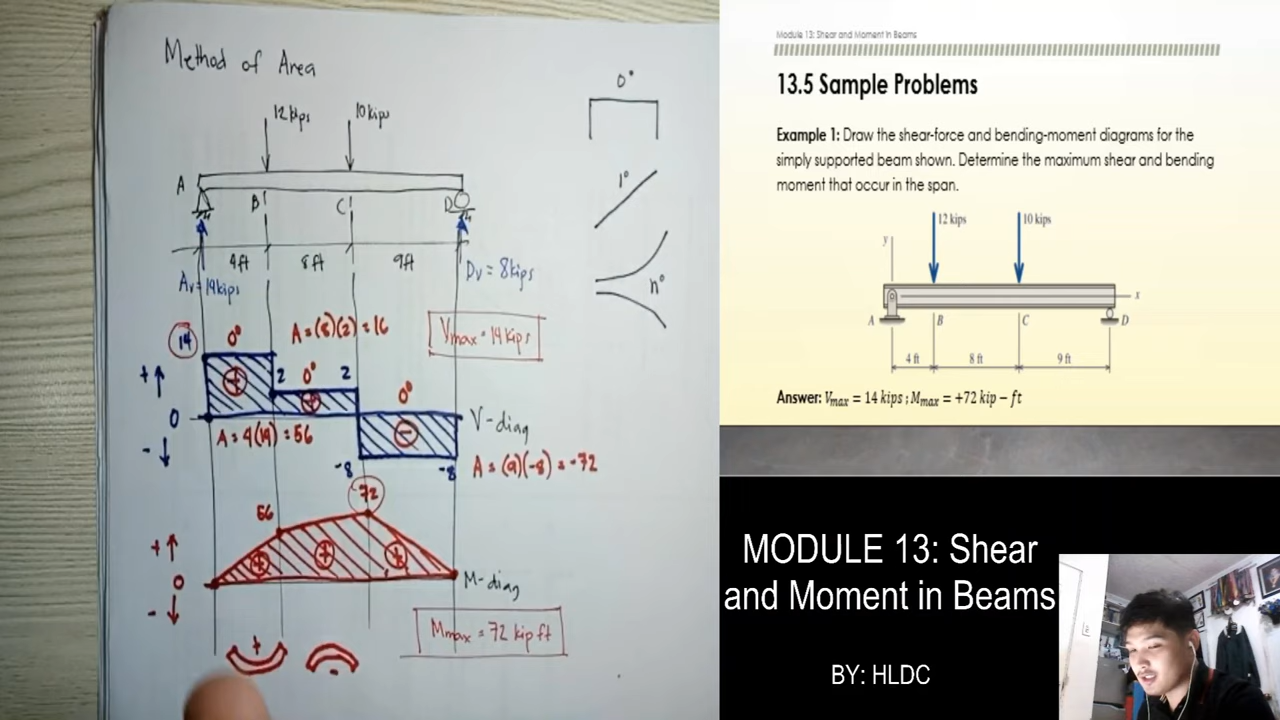 Method of Area
12kips
10kips
A
B
C
D
4ft
8ft
9ft
Av=14kips
Dv = 8kips
0°
1°
n°
14
0°
A = (8)(2) = 16
Vmax = 14 kips
+
2
0°
2
0°
+
+
0
-
V-diag
-
A = 4(14) = 56
-8
-8
A = (9)(-8) = -72
72
56
+
+
+
+
0
-
M-diag
Mmax = 72 kip ft
+
-
Module 13: Shear and Moment in Beams
13.5 Sample Problems
Example 1: Draw the shear-force and bending-moment diagrams for the
simply supported beam shown. Determine the maximum shear and bending
moment that occur in the span.
12 kips
10 kips
y
x
A
B
C
D
4 ft
8 ft
9 ft
Answer: Vmax = 14 kips ; Mmax = +72 kip − ft
MODULE 13: Shear
and Moment in Beams
BY: HLDC